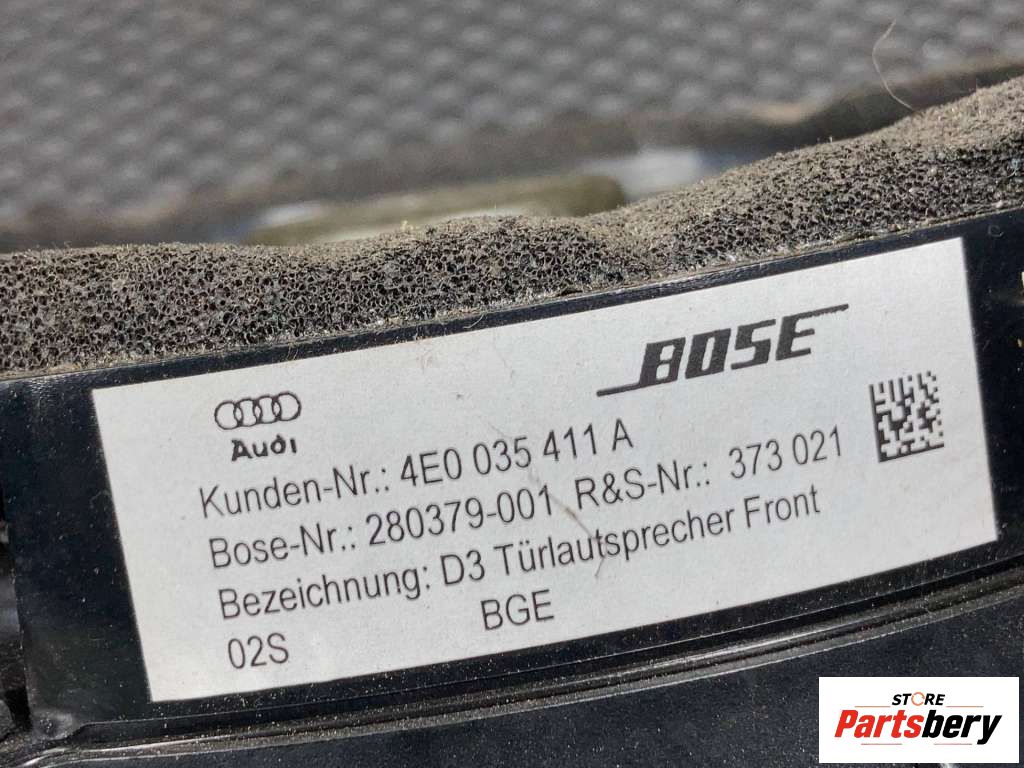 BOSE
Audi
Kunden-Nr.: 4E0 035 411 A
Bose-Nr.: 280379-001 R&S-Nr.: 373 021
Bezeichnung: D3 Türlautsprecher Front
02S BGE
STORE
Partsbery